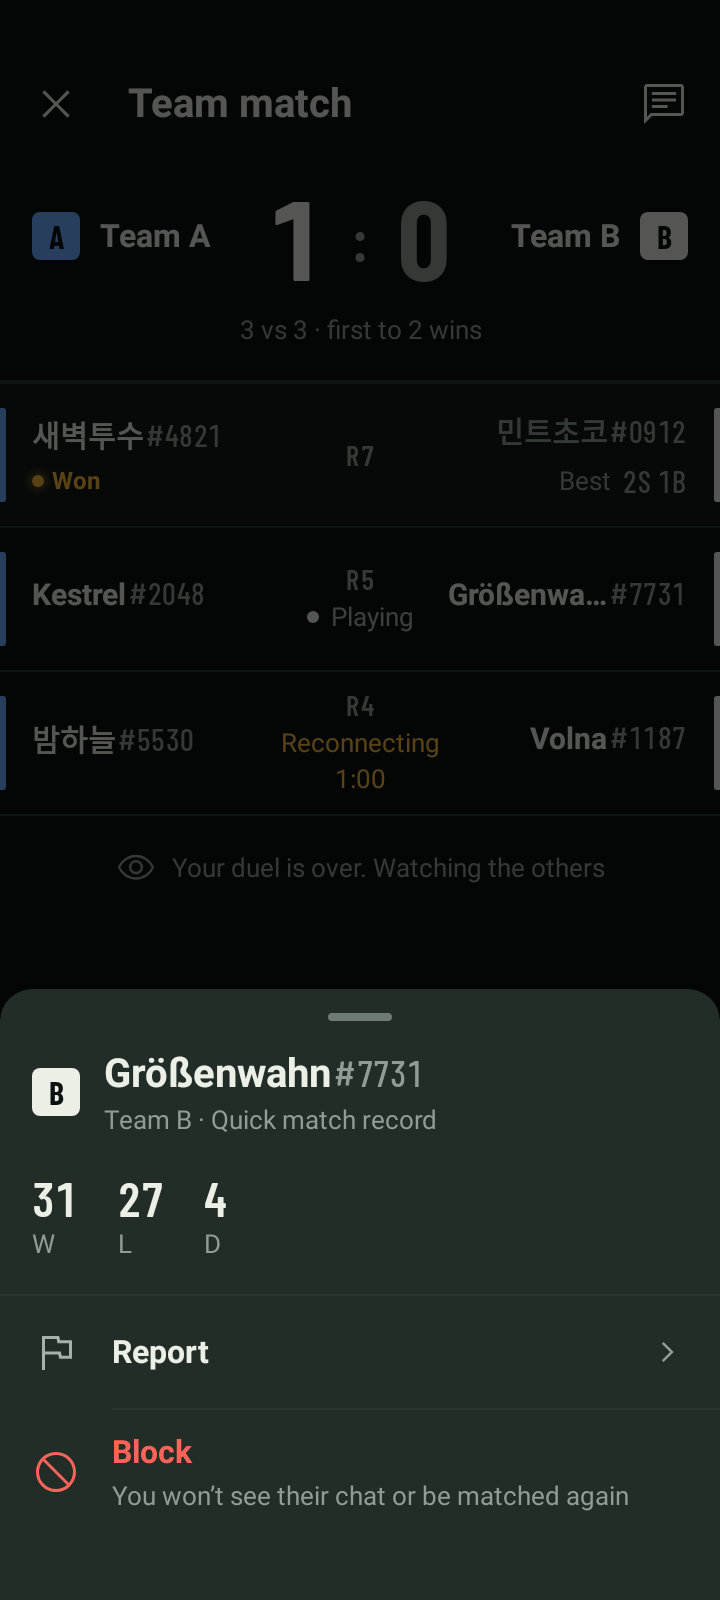 Team match
A Team A 1 : 0 Team B B
3 vs 3 · first to 2 wins
새벽투수#4821 R7 민트초코#0912
Won Best 2S 1B
Kestrel#2048 R5 Größenwa…#7731
Playing
밤하늘#5530 R4 Volna#1187
Reconnecting
1:00
Your duel is over. Watching the others
B Größenwahn#7731
Team B · Quick match record
31 27 4
W L D
Report
Block
You won’t see their chat or be matched again